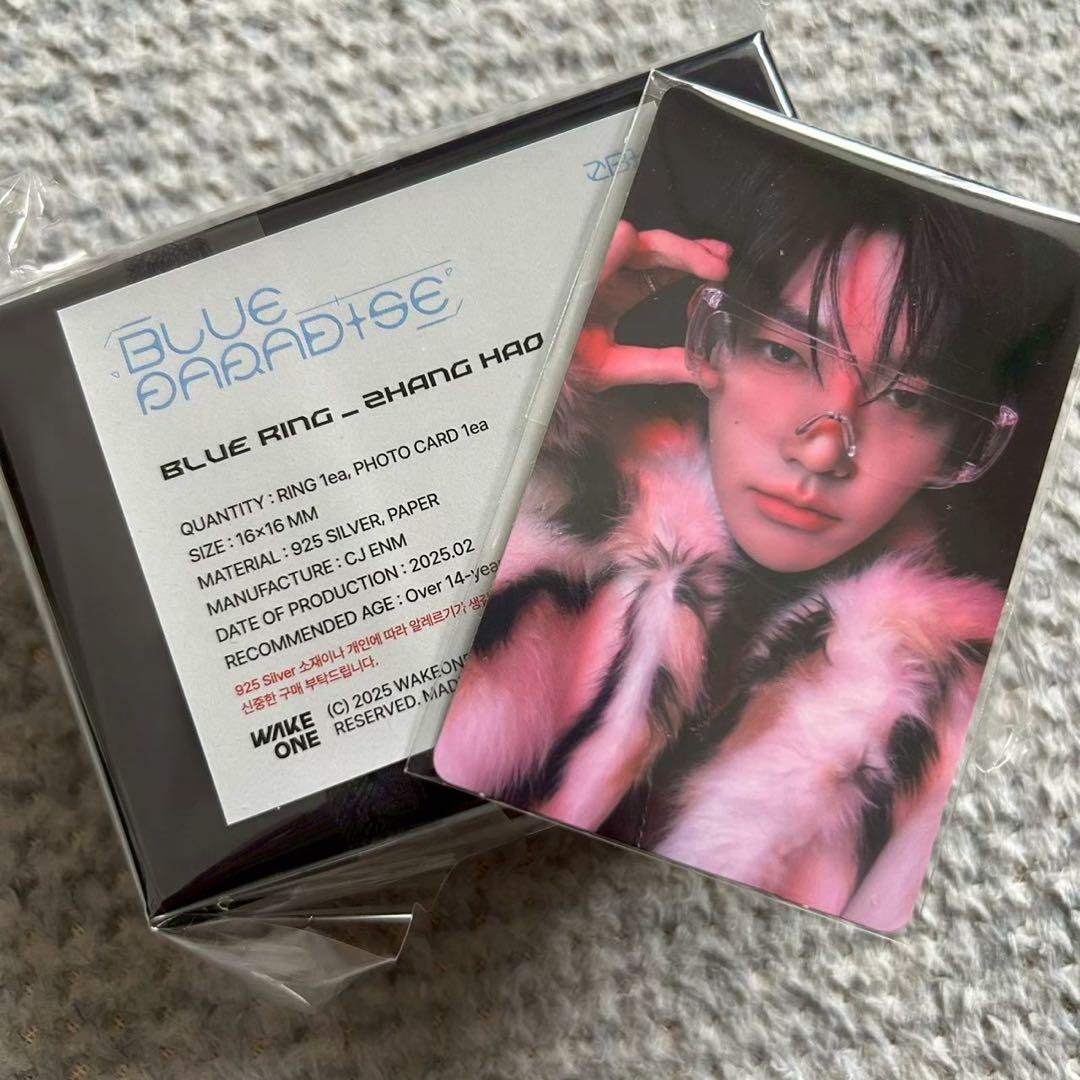 BLUE
PARADISE
BLUE RING _ ZHANG HAO
QUANTITY : RING 1ea, PHOTO CARD 1ea
SIZE : 16×16 MM
MATERIAL : 925 SILVER, PAPER
MANUFACTURE : CJ ENM
DATE OF PRODUCTION : 2025.02
RECOMMENDED AGE : Over 14-yea
925 Silver 소재이나 개인에 따라 알레르기가
신중한 구매 부탁드립니다.
WAKE
ONE
(C) 2025 WAKEONE
RESERVED. MAD